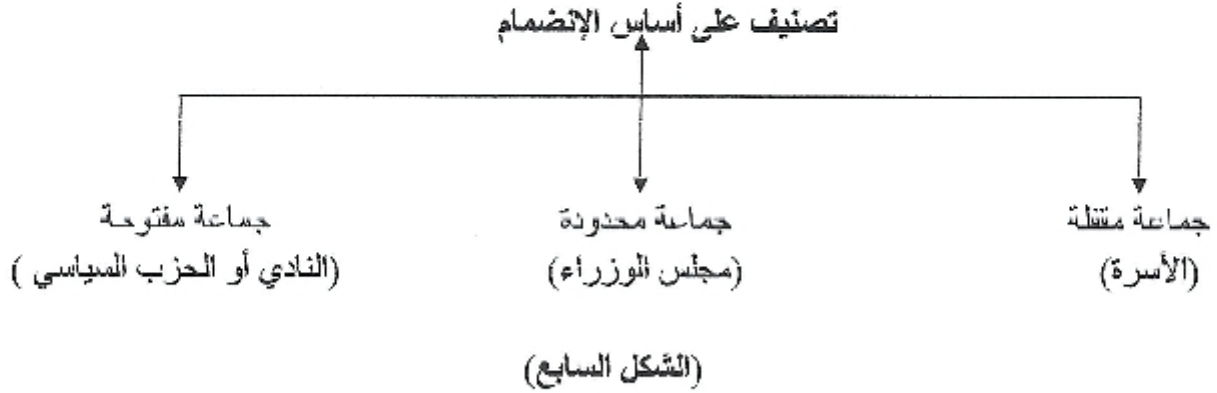 تصنيف على أساس الإنضمام
جماعة مقفلة
(الأسرة)
جماعة محدودة
(مجلس الوزراء)
جماعة مفتوحة
(النادي أو الحزب السياسي )
(الشكل السابع)